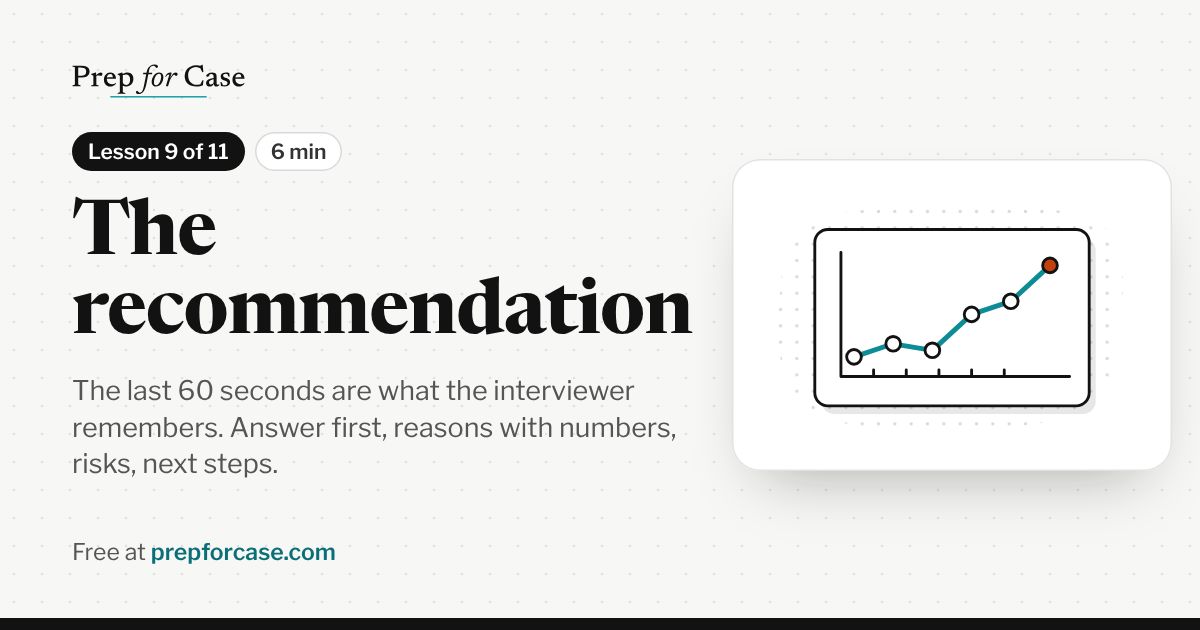 Prep for Case
Lesson 9 of 11
6 min
The
recommendation
The last 60 seconds are what the interviewer
remembers. Answer first, reasons with numbers,
risks, next steps.
Free at prepforcase.com